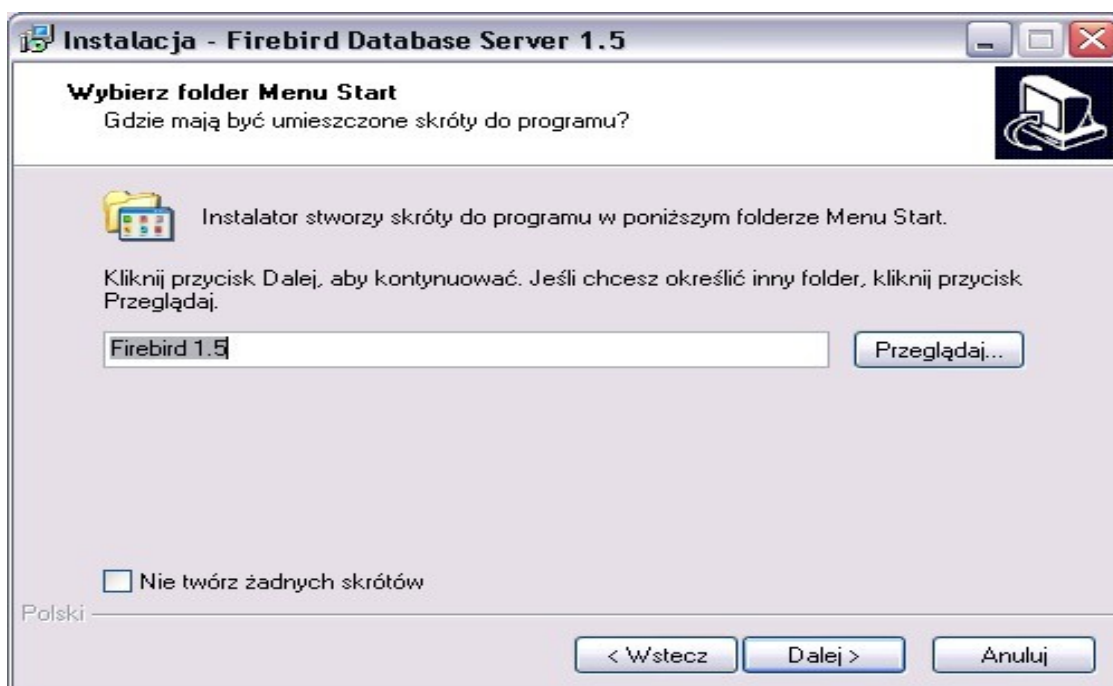 Instalacja - Firebird Database Server 1.5
Wybierz folder Menu Start
Gdzie mają być umieszczone skróty do programu?
Instalator stworzy skróty do programu w poniższym folderze Menu Start.
Kliknij przycisk Dalej, aby kontynuować. Jeśli chcesz określić inny folder, kliknij przycisk
Przeglądaj.
Firebird 1.5
Przeglądaj...
Nie twórz żadnych skrótów
Polski
< Wstecz
Dalej >
Anuluj